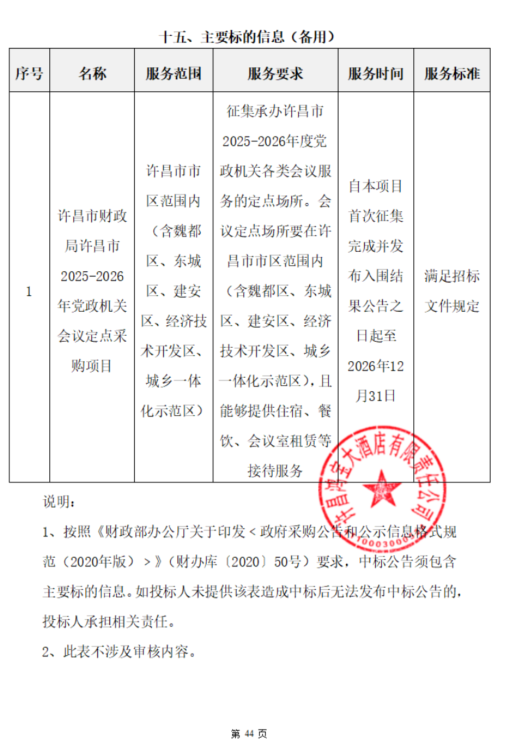 十五、主要标的信息（备用）
序号 名称 服务范围 服务要求 服务时间 服务标准
1
许昌市财政
局许昌市
2025-2026
年党政机关
会议定点采
购项目
许昌市市
区范围内
（含魏都
区、东城
区、建安
区、经济技
术开发区、
城乡一体
化示范区）
征集承办许昌市
2025-2026年度党
政机关各类会议服
务的定点场所。会
议定点场所要在许
昌市市区范围内
（含魏都区、东城
区、建安区、经济
技术开发区、城乡
一体化示范区），且
能够提供住宿、餐
饮、会议室租赁等
接待服务
自本项目
首次征集
完成并发
布入围结
果公告之
日起至
2026年12
月31日
满足招标
文件规定
许昌鸿宝大酒店有限责任公司
说明：
1、按照《财政部办公厅关于印发＜政府采购公告和公示信息格式规
范（2020年版）＞》（财办库〔2020〕50号）要求，中标公告须包含
主要标的信息。如投标人未提供该表造成中标后无法发布中标公告的，
投标人承担相关责任。
2、此表不涉及审核内容。
第 44 页